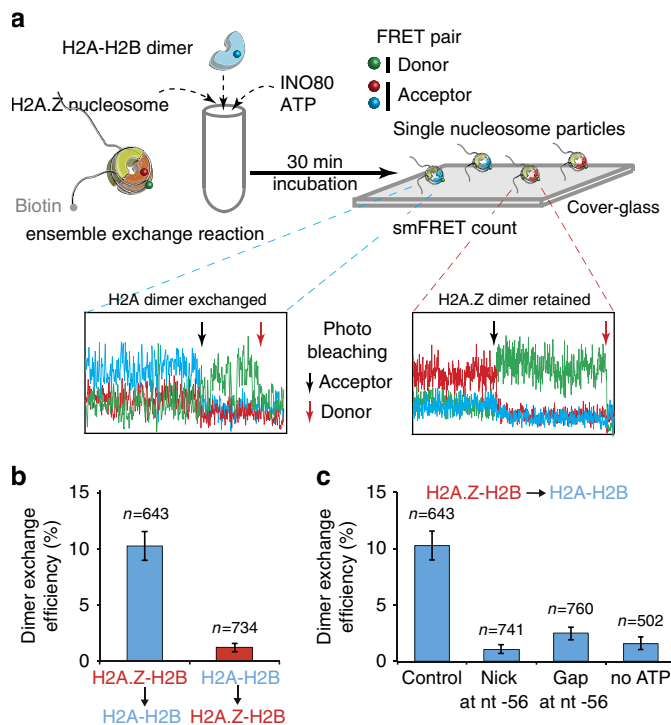 a
H2A-H2B dimer
FRET pair
Donor
Acceptor
INO80
ATP
H2A.Z nucleosome
Single nucleosome particles
30 min
incubation
Biotin
Cover-glass
ensemble exchange reaction
smFRET count
H2A dimer exchanged
H2A.Z dimer retained
Photo
bleaching
Acceptor
Donor
b
Dimer exchange
efficiency (%)
15
10
5
0
n=643
n=734
H2A.Z-H2B
H2A-H2B
H2A-H2B
H2A.Z-H2B
c
H2A.Z-H2B → H2A-H2B
Dimer exchange
efficiency (%)
15
10
5
0
n=643
n=741
n=760
n=502
Control
Nick
at nt -56
Gap
at nt -56
no ATP